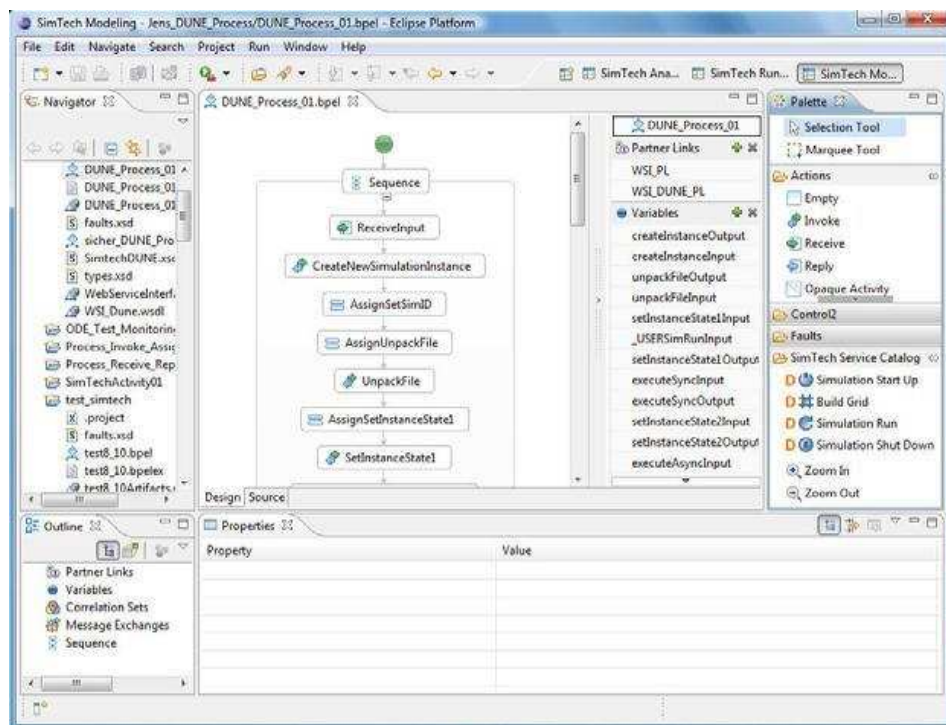 SimTech Modeling - Jens_DUNE_Process/DUNE_Process_01.bpel - Eclipse Platform
File Edit Navigate Search Project Run Window Help
SimTech Ana... SimTech Run... SimTech Mo...
Navigator
DUNE_Process_01
DUNE_Process_01
DUNE_Process_01
faults.xsd
sicher_DUNE_Pro
SimtechDUNE.xsd
types.xsd
WebServiceInterf.
WSI_Dune.wsdl
ODE_Test_Monitorin
Process_Invoke_Assig
Process_Receive_Rep
SimTechActivity01
test_simtech
.project
faults.xsd
test8_10.bpel
test8_10.bpelex
test8_10Artifacts.
DUNE_Process_01.bpel
Sequence
ReceiveInput
CreateNewSimulationInstance
AssignSetSimID
AssignUnpackFile
UnpackFile
AssignSetInstanceState1
SetInstanceState1
Design Source
DUNE_Process_01
Partner Links
WSI_PL
WSI_DUNE_PL
Variables
createInstanceOutput
createInstanceInput
unpackFileOutput
unpackFileInput
setInstanceState1Input
_USERSimRunInput
setInstanceState1Output
executeSyncInput
executeSyncOutput
setInstanceState2Input
setInstanceState2Output
executeAsyncInput
Palette
Selection Tool
Marquee Tool
Actions
Empty
Invoke
Receive
Reply
Opaque Activity
Control2
Faults
SimTech Service Catalog
D Simulation Start Up
D Build Grid
D Simulation Run
D Simulation Shut Down
Zoom In
Zoom Out
Outline
Partner Links
Variables
Correlation Sets
Message Exchanges
Sequence
Properties
Property Value